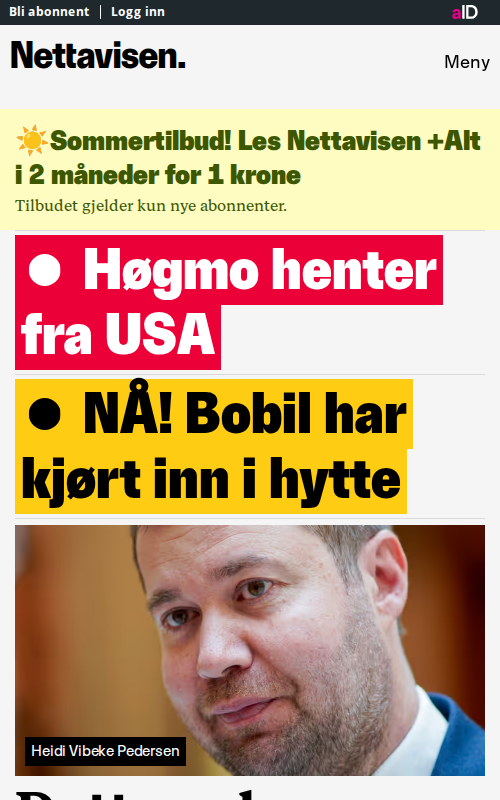 Bli abonnent | Logg inn
aID
Nettavisen.
Meny
Sommertilbud! Les Nettavisen +Alt
i 2 måneder for 1 krone
Tilbudet gjelder kun nye abonnenter.
● Høgmo henter
fra USA
● NÅ! Bobil har
kjørt inn i hytte
Heidi Vibeke Pedersen